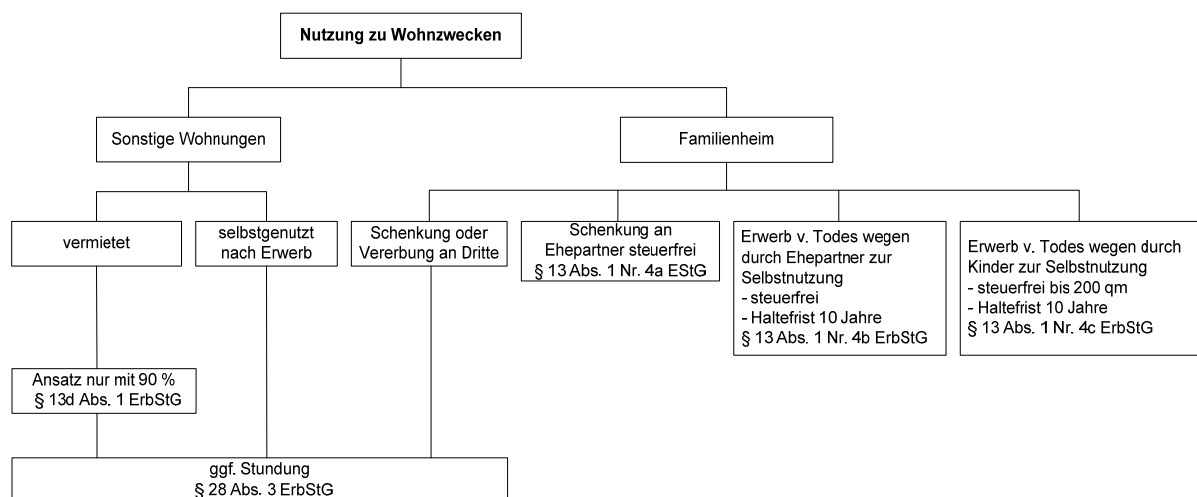 Nutzung zu Wohnzwecken
Sonstige Wohnungen
Familienheim
vermietet
selbstgenutzt
nach Erwerb
Schenkung oder
Vererbung an Dritte
Schenkung an
Ehepartner steuerfrei
§ 13 Abs. 1 Nr. 4a EStG
Erwerb v. Todes wegen
durch Ehepartner zur
Selbstnutzung
- steuerfrei
- Haltefrist 10 Jahre
§ 13 Abs. 1 Nr. 4b ErbStG
Erwerb v. Todes wegen durch
Kinder zur Selbstnutzung
- steuerfrei bis 200 qm
- Haltefrist 10 Jahre
§ 13 Abs. 1 Nr. 4c ErbStG
Ansatz nur mit 90 %
§ 13d Abs. 1 ErbStG
ggf. Stundung
§ 28 Abs. 3 ErbStG